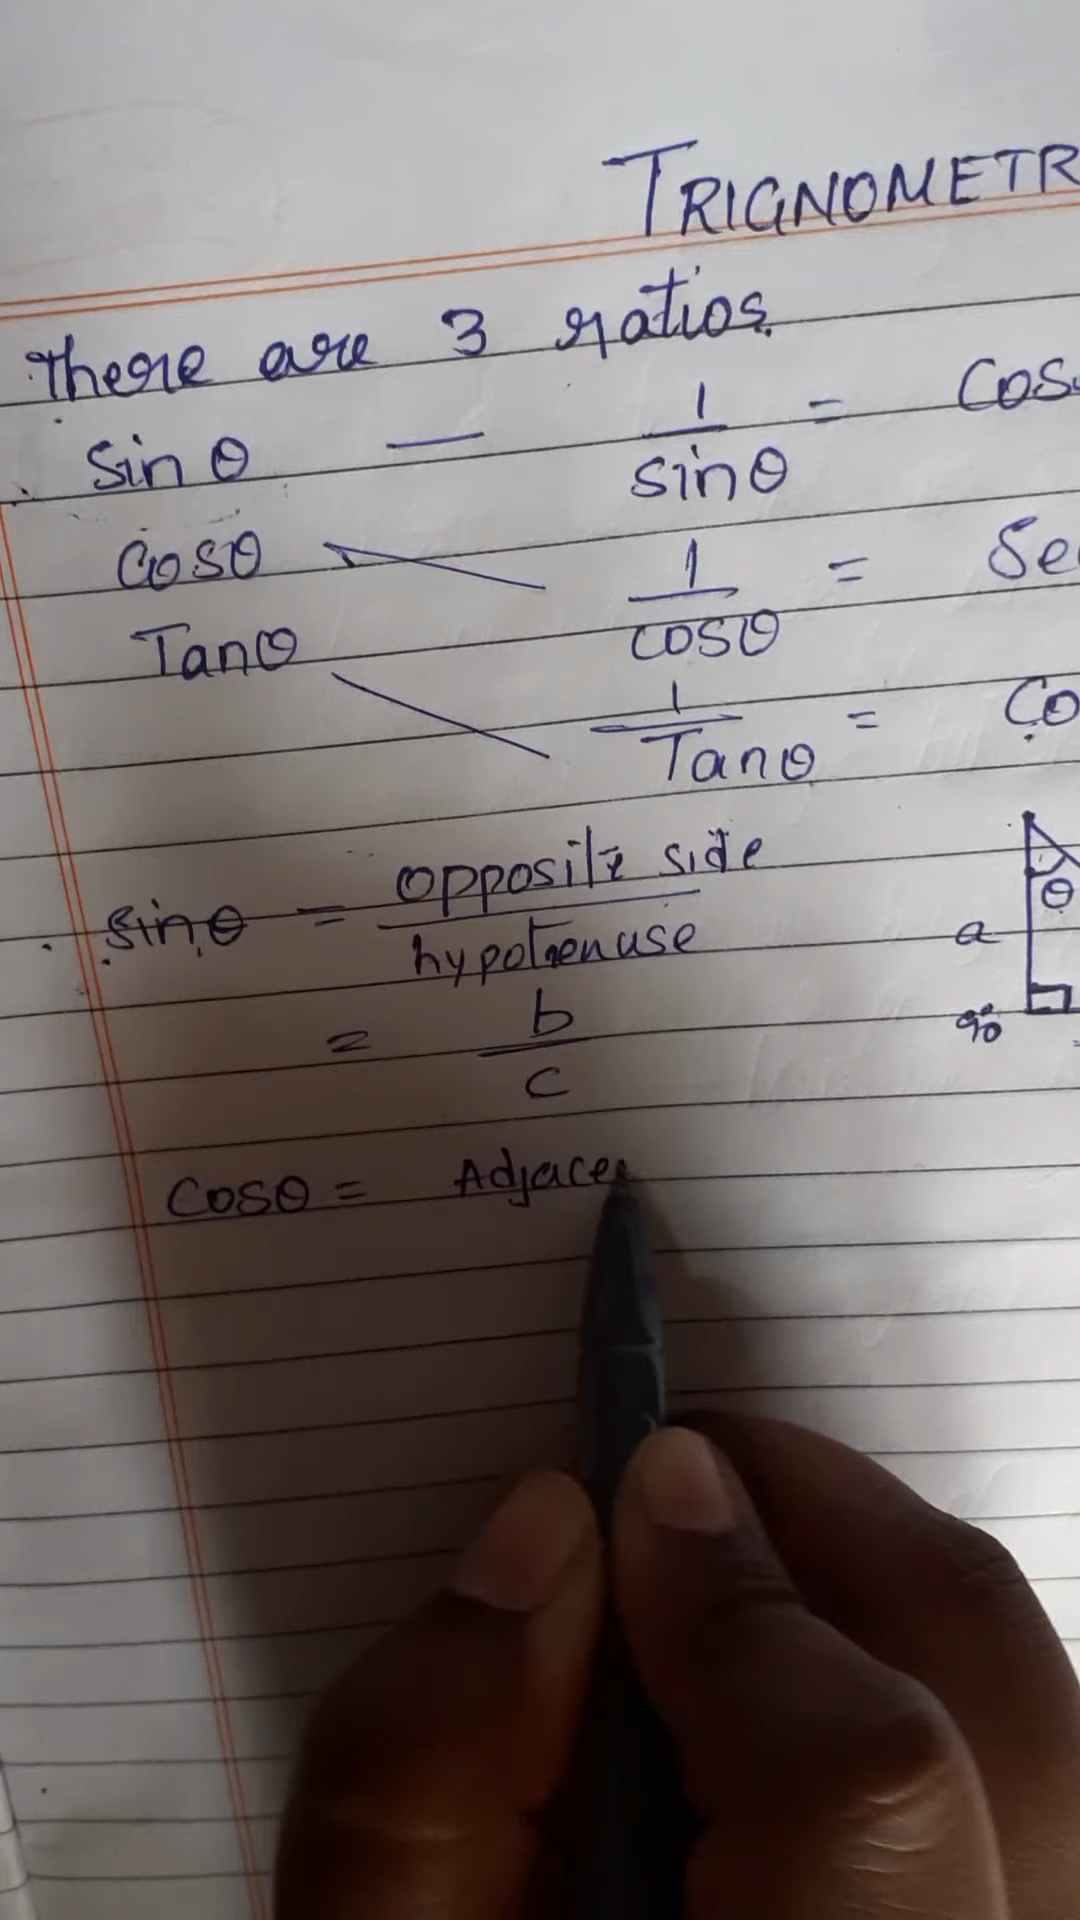 TRIGNOMETR
There are 3 ratios.
Sin θ — 1/sin θ = Cos
Cosθ 1/cosθ = Se
Tanθ 1/Tanθ = Co
sinθ = opposite side/hypotenuse
θ
a
= b/c
90°
Cosθ = Adjace